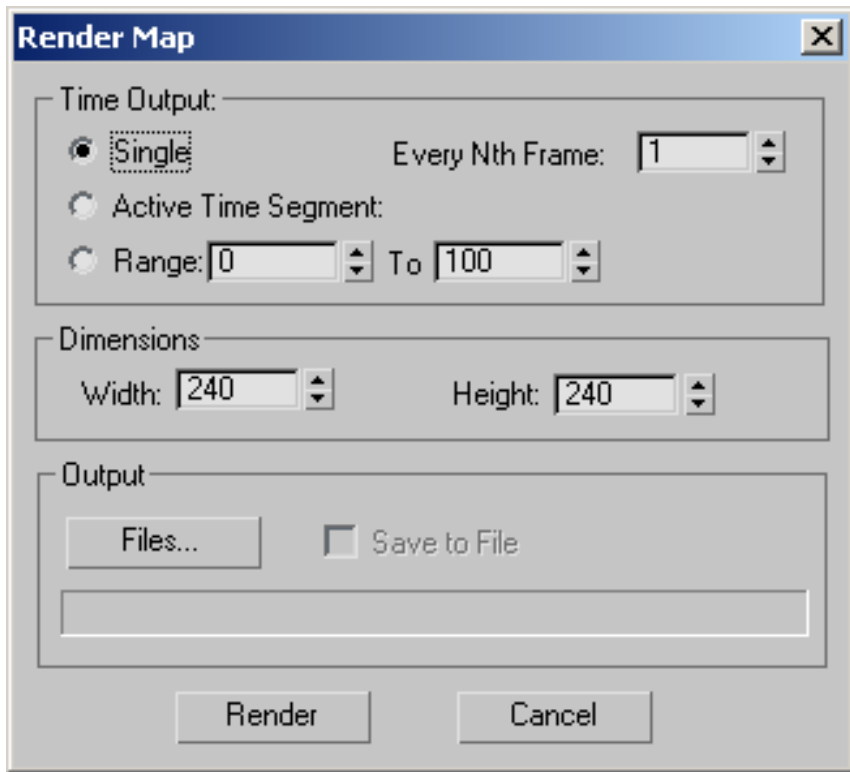 Render Map
Time Output:
Single Every Nth Frame: 1
Active Time Segment:
Range: 0 To 100
Dimensions
Width: 240 Height: 240
Output
Files... Save to File
Render Cancel